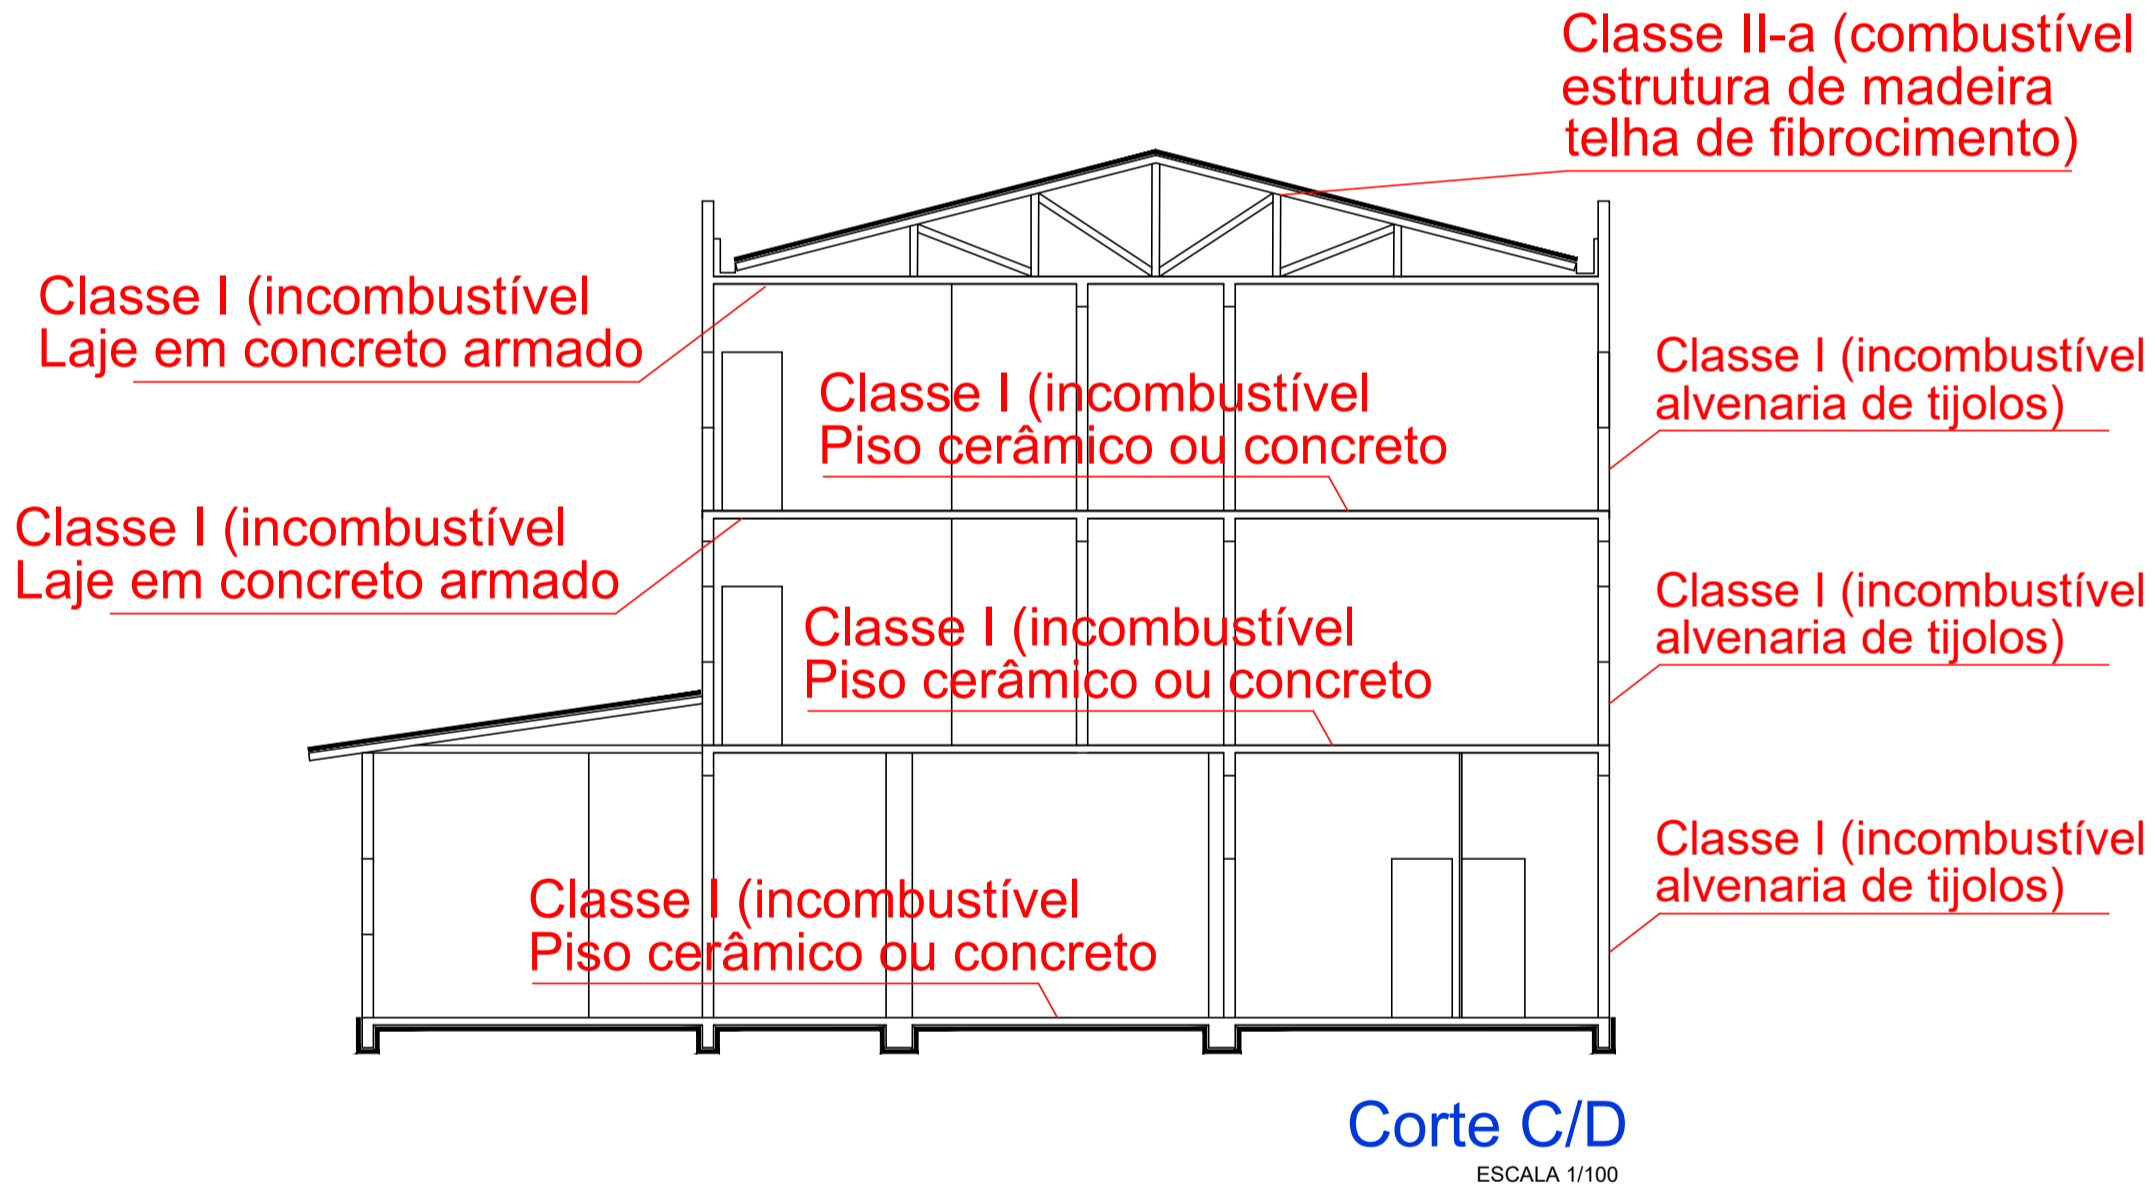 Classe II-a (combustível
estrutura de madeira
telha de fibrocimento)
Classe I (incombustível
Laje em concreto armado
Classe I (incombustível
alvenaria de tijolos)
Classe I (incombustível
Piso cerâmico ou concreto
Classe I (incombustível
Laje em concreto armado
Classe I (incombustível
alvenaria de tijolos)
Classe I (incombustível
Piso cerâmico ou concreto
Classe I (incombustível
alvenaria de tijolos)
Classe I (incombustível
Piso cerâmico ou concreto
Corte C/D
ESCALA 1/100